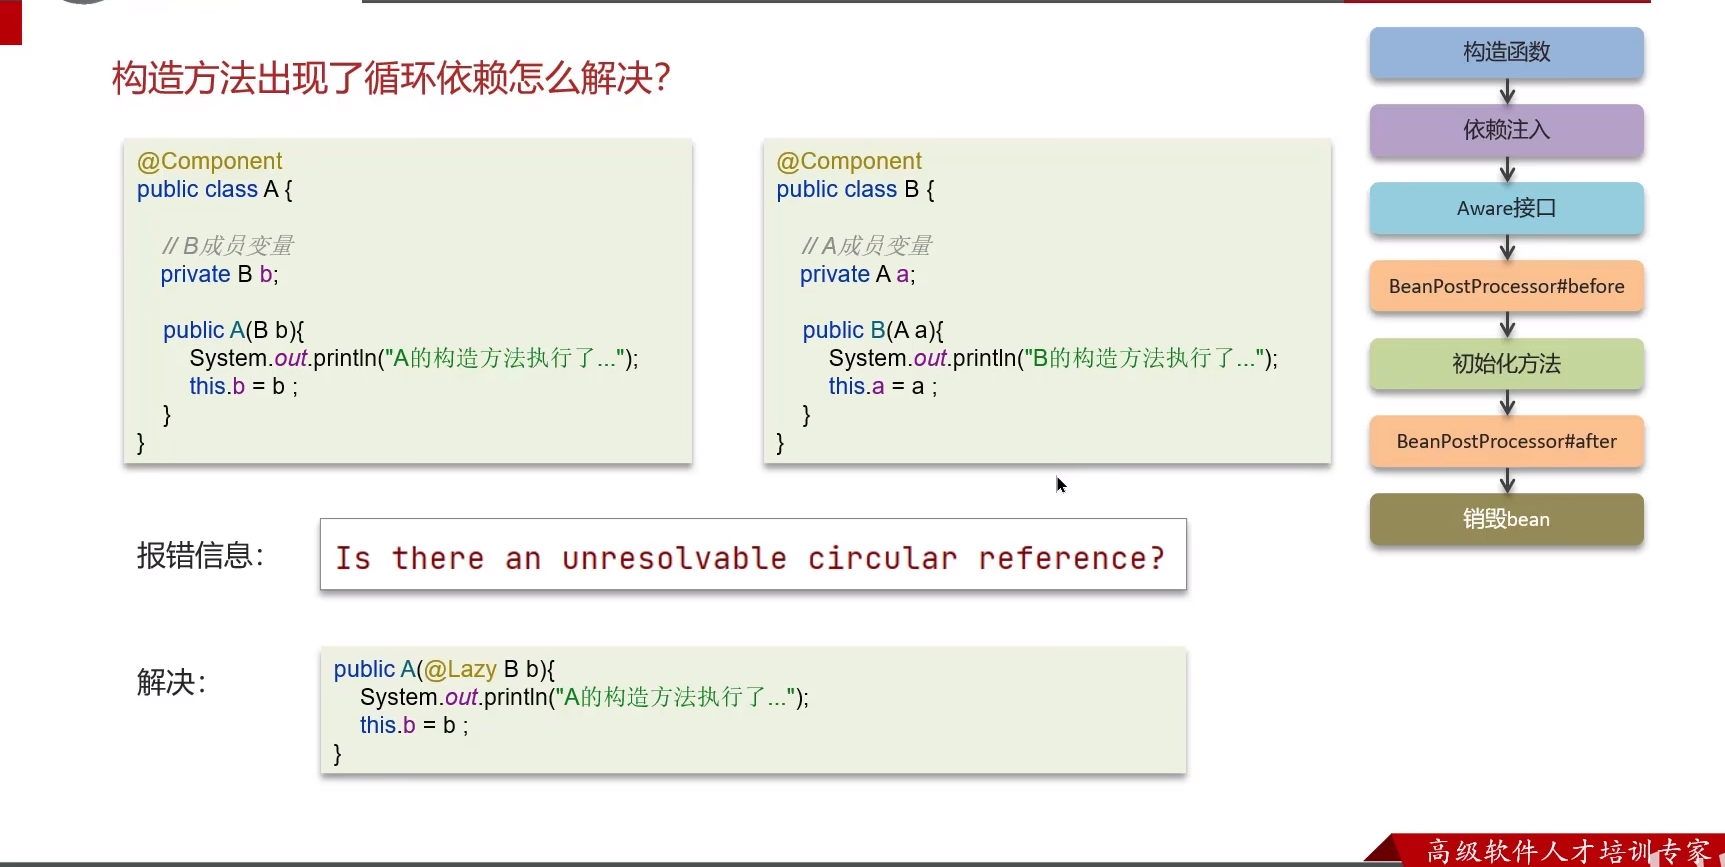 构造方法出现了循环依赖怎么解决?
@Component
public class A {
// B成员变量
private B b;
public A(B b){
System.out.println("A的构造方法执行了...");
this.b = b ;
}
}
@Component
public class B {
// A成员变量
private A a;
public B(A a){
System.out.println("B的构造方法执行了...");
this.a = a ;
}
}
报错信息:
Is there an unresolvable circular reference?
解决:
public A(@Lazy B b){
System.out.println("A的构造方法执行了...");
this.b = b ;
}
构造函数
依赖注入
Aware接口
BeanPostProcessor#before
初始化方法
BeanPostProcessor#after
销毁bean
高级软件人才培训专家